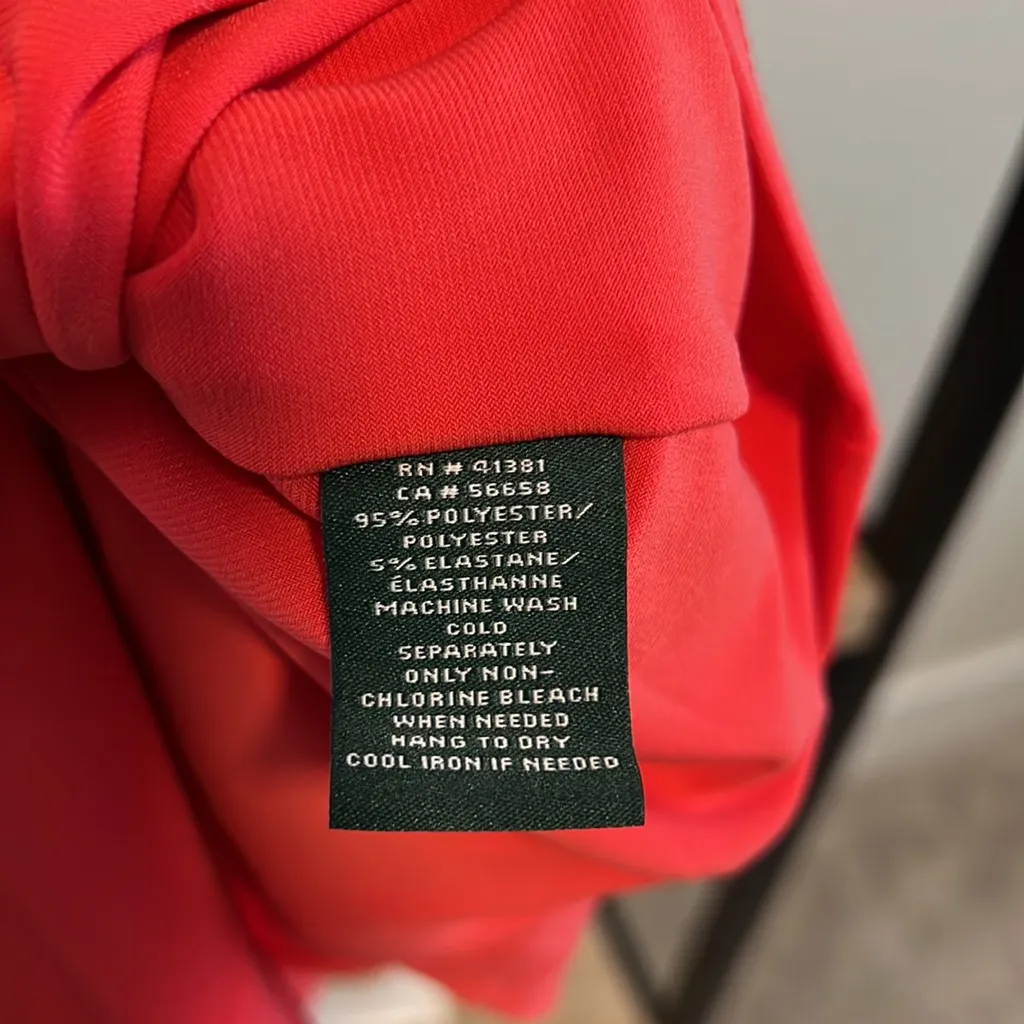 RN # 41381
CA # 56658
95% POLYESTER/
POLYESTER
5% ELASTANE/
ÉLASTHANNE
MACHINE WASH
COLD
SEPARATELY
ONLY NON-
CHLORINE BLEACH
WHEN NEEDED
HANG TO DRY
COOL IRON IF NEEDED